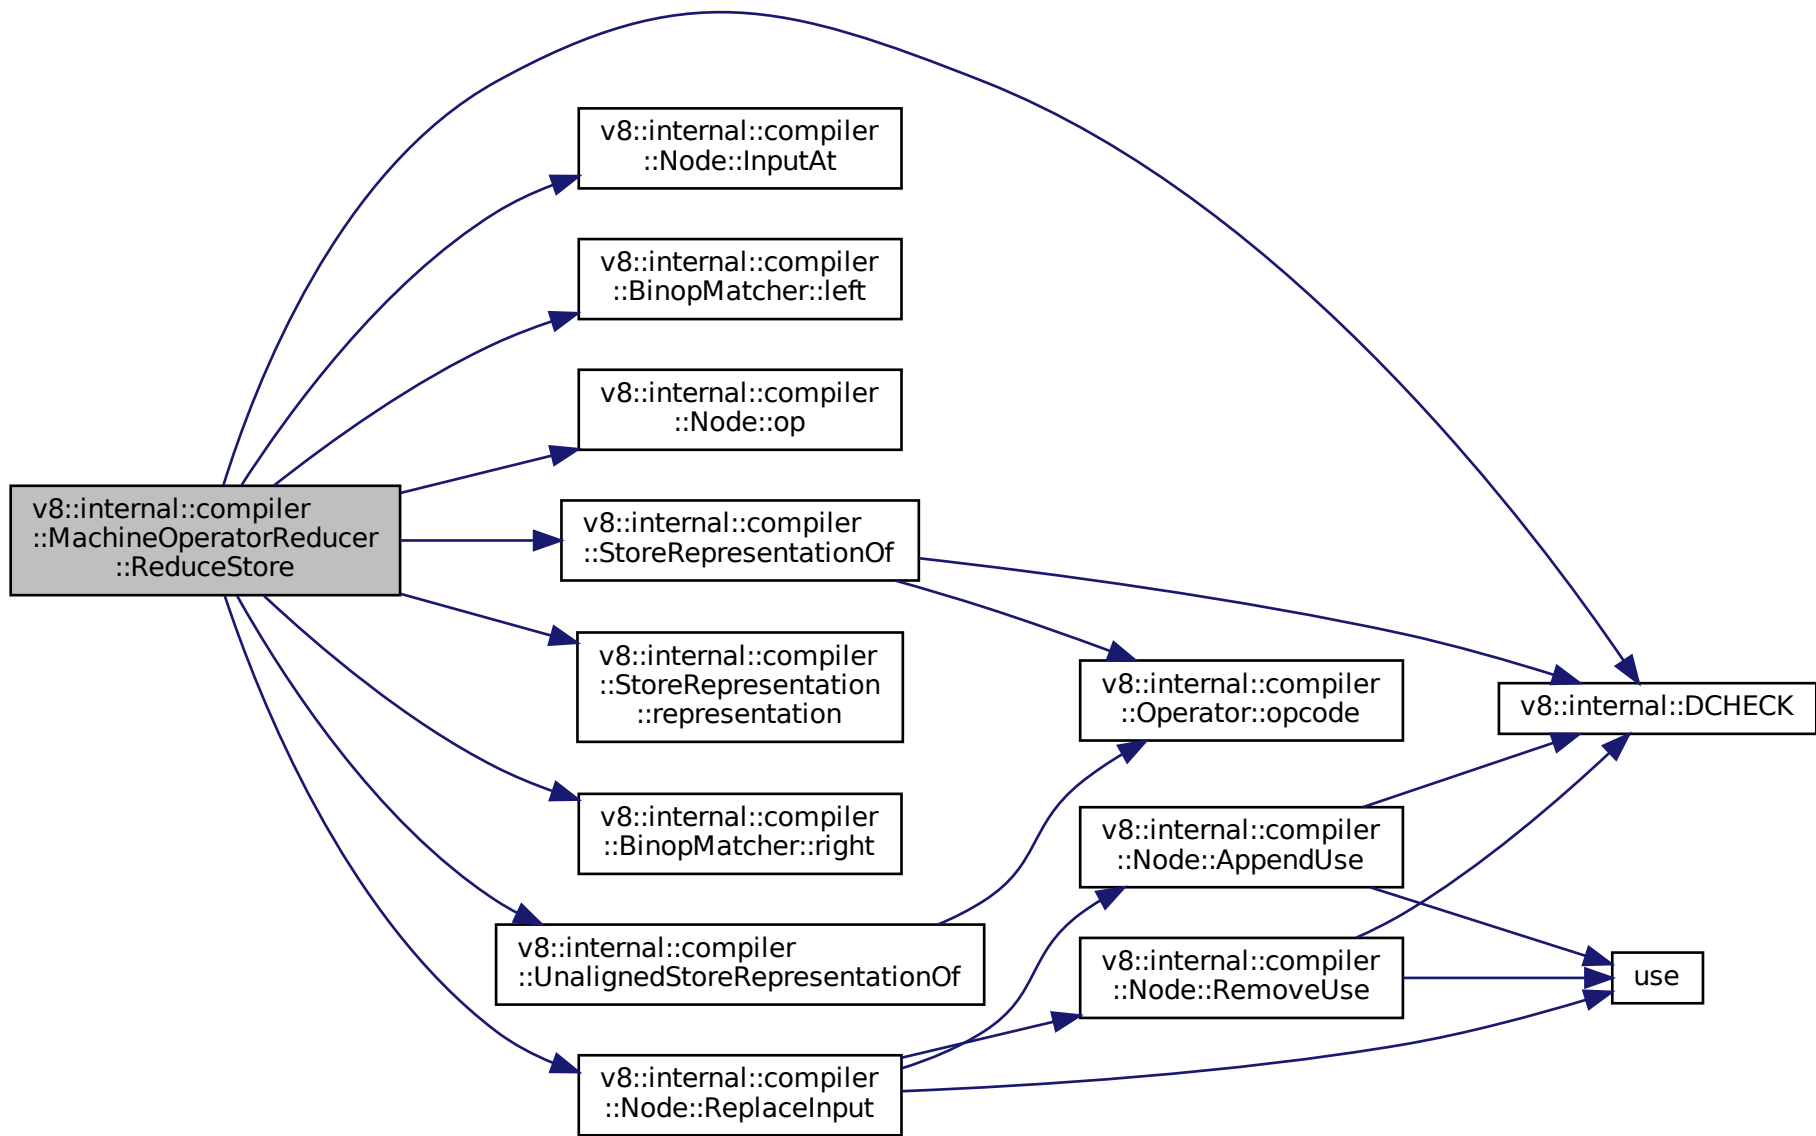 v8::internal::compiler
::MachineOperatorReducer
::ReduceStore
v8::internal::compiler
::Node::InputAt
v8::internal::compiler
::BinopMatcher::left
v8::internal::compiler
::Node::op
v8::internal::compiler
::StoreRepresentationOf
v8::internal::compiler
::StoreRepresentation
::representation
v8::internal::compiler
::BinopMatcher::right
v8::internal::compiler
::UnalignedStoreRepresentationOf
v8::internal::compiler
::Node::ReplaceInput
v8::internal::compiler
::Operator::opcode
v8::internal::compiler
::Node::AppendUse
v8::internal::compiler
::Node::RemoveUse
v8::internal::DCHECK
use